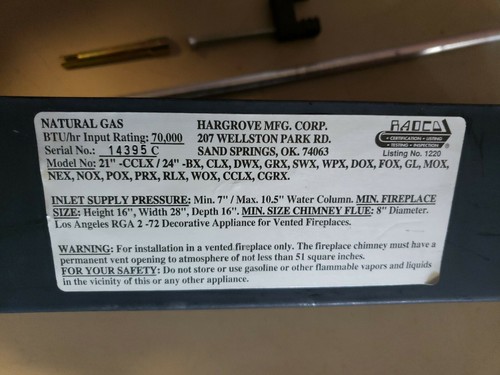 NATURAL GAS
BTU/hr Input Rating: 70,000
Serial No.: 14395 C
HARGROVE MFG. CORP.
207 WELLSTON PARK RD.
SAND SPRINGS, OK. 74063
RADCO
CERTIFICATION • LISTING
TESTING • INSPECTION
Listing No. 1220
Model No: 21" -CCLX / 24" -BX, CLX, DWX, GRX, SWX, WPX, DOX, FOX, GL, MOX,
NEX, NOX, POX, PRX, RLX, WOX, CCLX, CGRX.
INLET SUPPLY PRESSURE: Min. 7" / Max. 10.5" Water Column. MIN. FIREPLACE
SIZE: Height 16", Width 28", Depth 16". MIN. SIZE CHIMNEY FLUE: 8" Diameter.
Los Angeles RGA 2 -72 Decorative Appliance for Vented Fireplaces.
WARNING: For installation in a vented fireplace only. The fireplace chimney must have a
permanent vent opening to atmosphere of not less than 51 square inches.
FOR YOUR SAFETY: Do not store or use gasoline or other flammable vapors and liquids
in the vicinity of this or any other appliance.